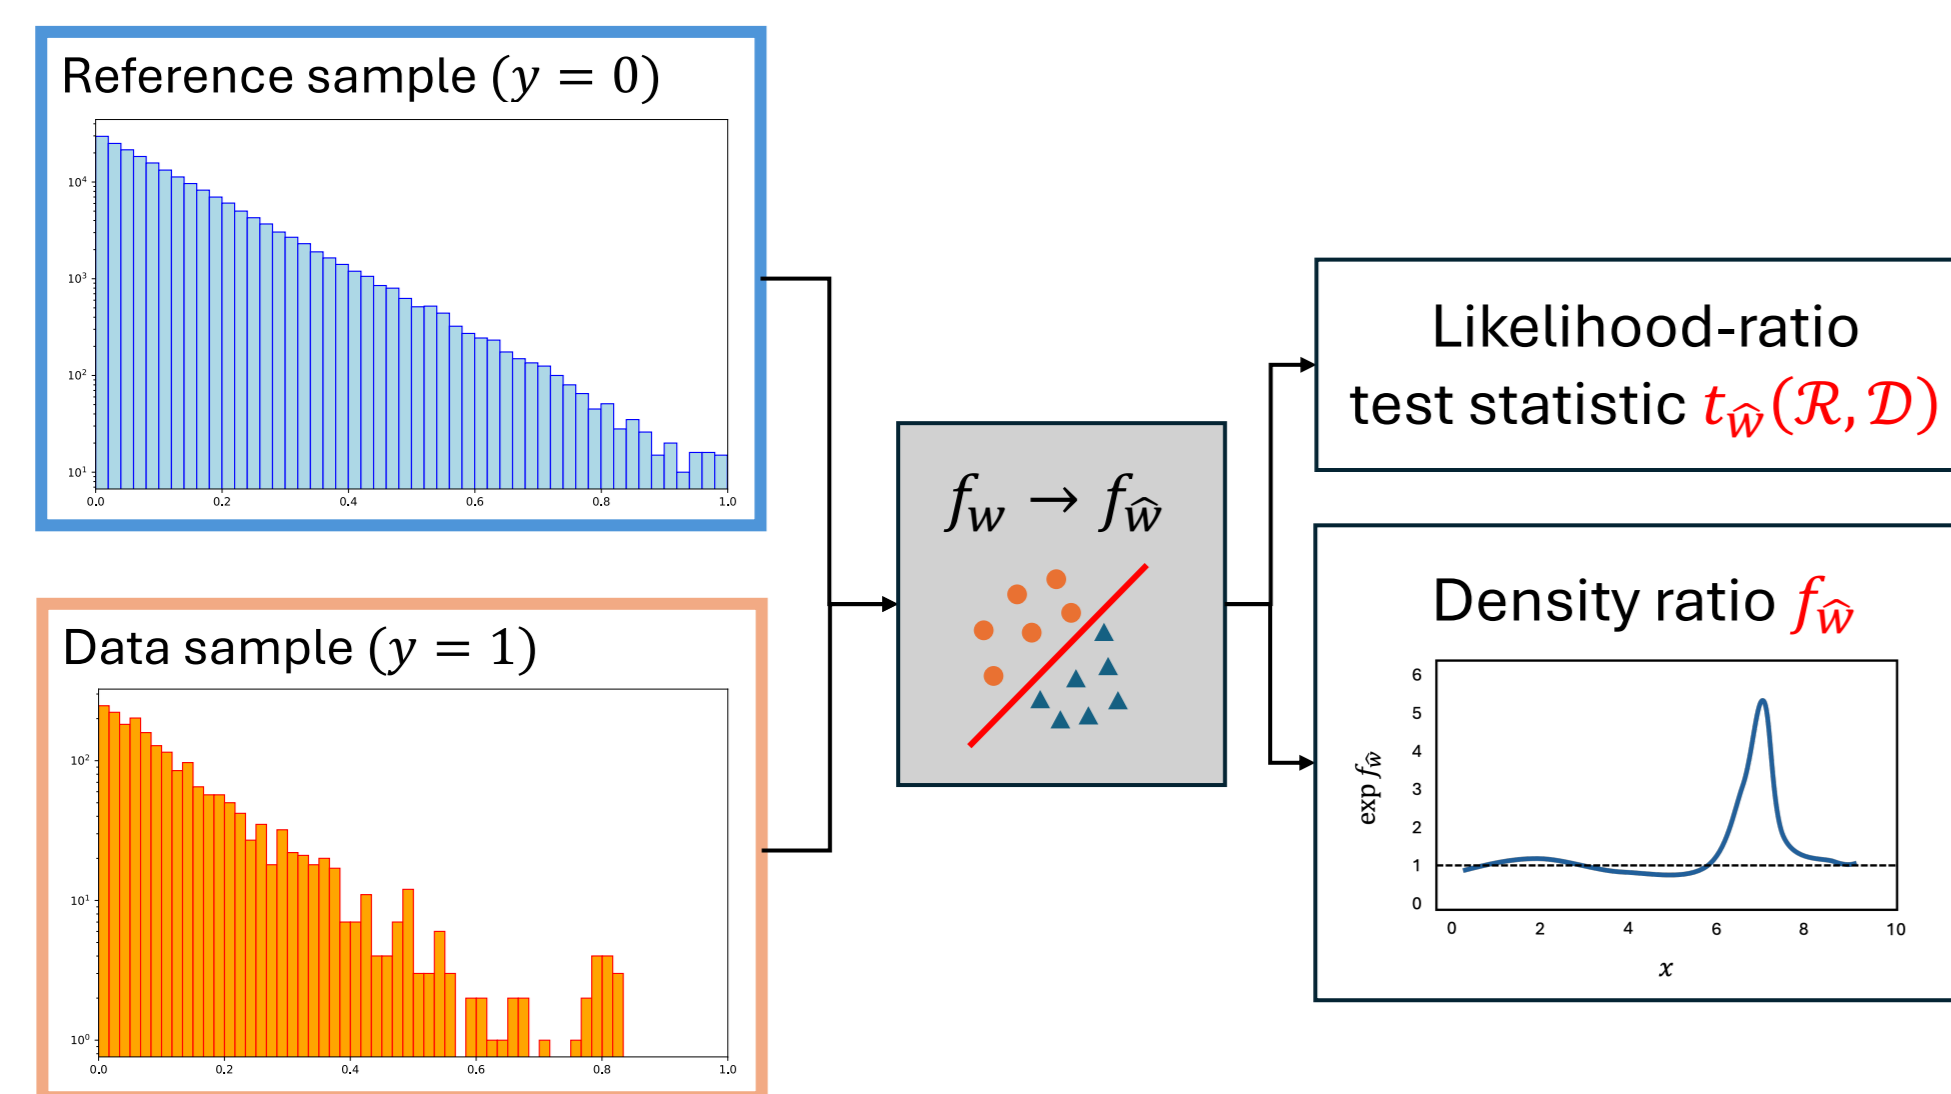 Reference sample (y = 0)
10⁴
10³
10²
10¹
0.0 0.2 0.4 0.6 0.8 1.0
Data sample (y = 1)
10²
10¹
10⁰
0.0 0.2 0.4 0.6 0.8 1.0
f_w → f_ŵ
Likelihood-ratio
test statistic t_ŵ(ℛ, 𝒟)
Density ratio f_ŵ
exp f_ŵ
6
5
4
3
2
1
0
0 2 4 6 8 10
x